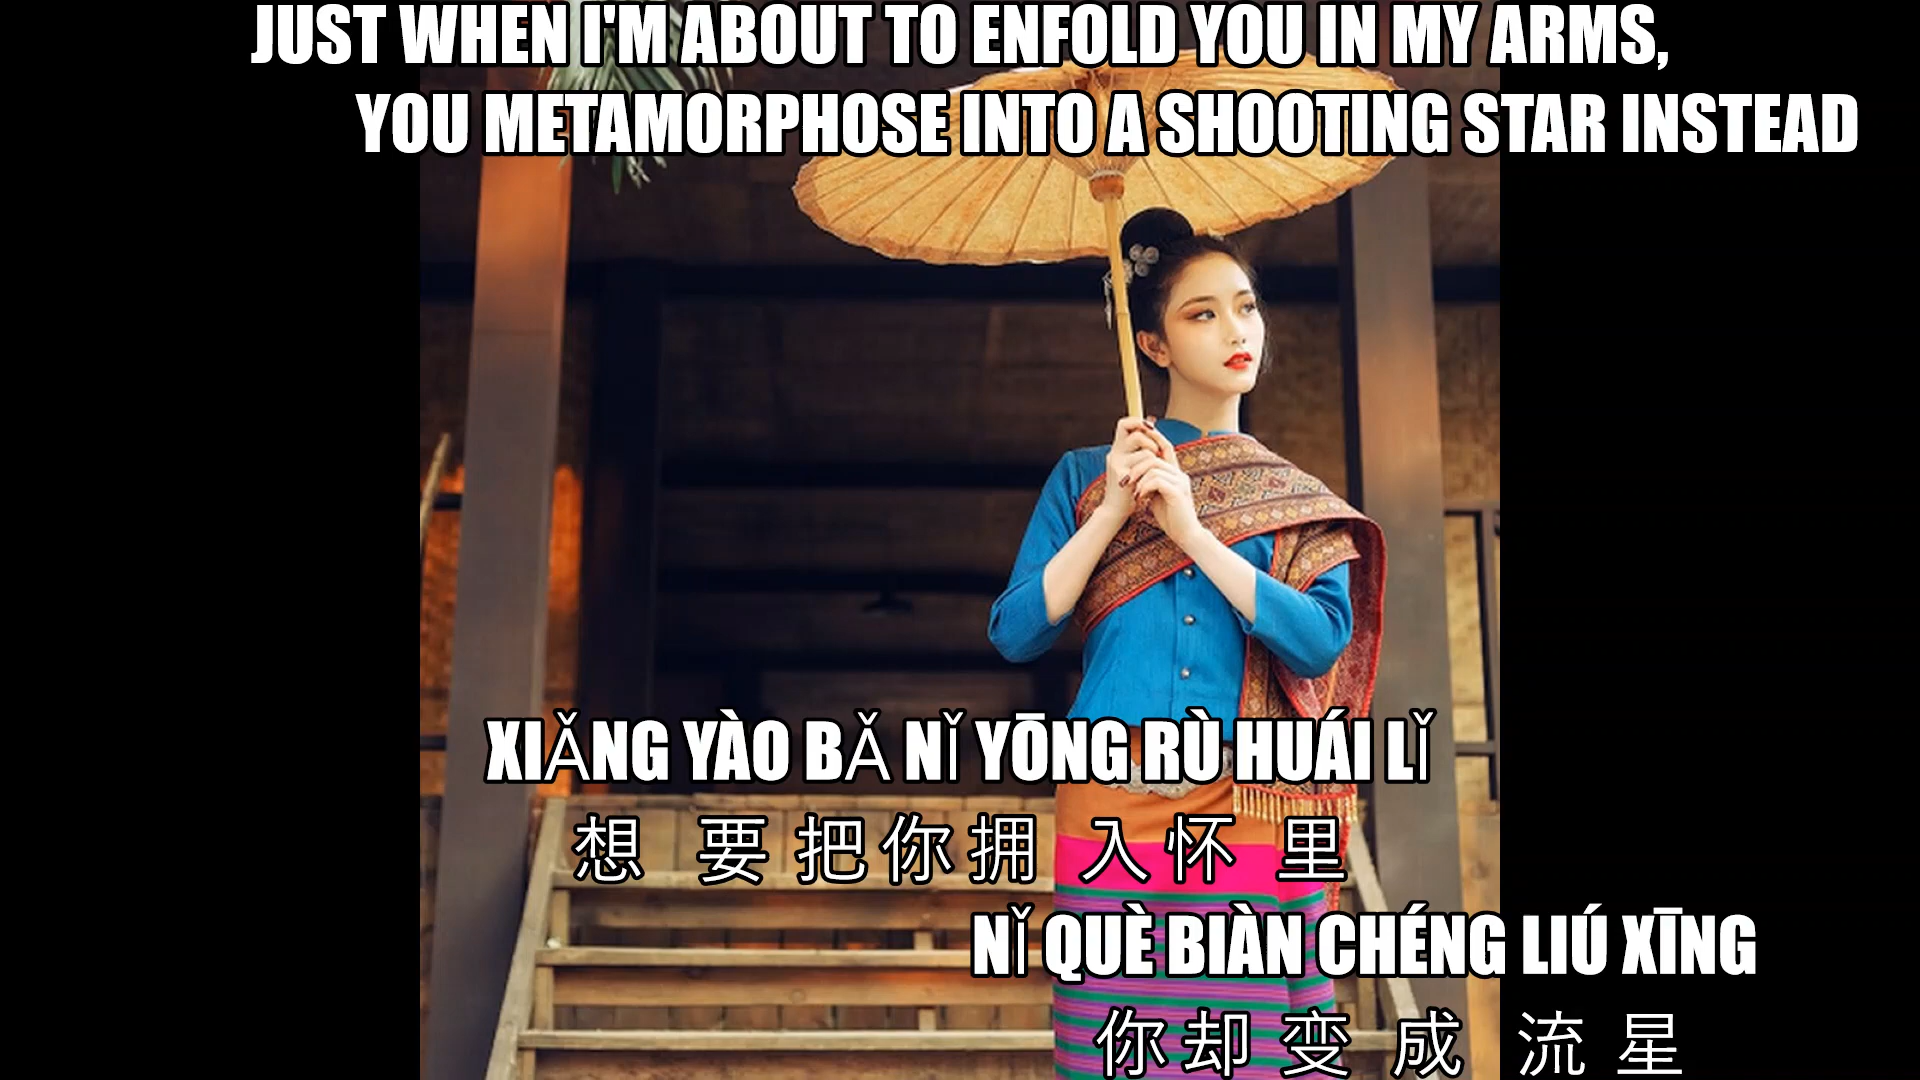 JUST WHEN I'M ABOUT TO ENFOLD YOU IN MY ARMS,
YOU METAMORPHOSE INTO A SHOOTING STAR INSTEAD
XIǍNG YÀO BǍ NǏ YŌNG RÙ HUÁI LǏ
想 要 把 你 拥 入 怀 里
NǏ QUÈ BIÀN CHÉNG LIÚ XĪNG
你 却 变 成 流 星